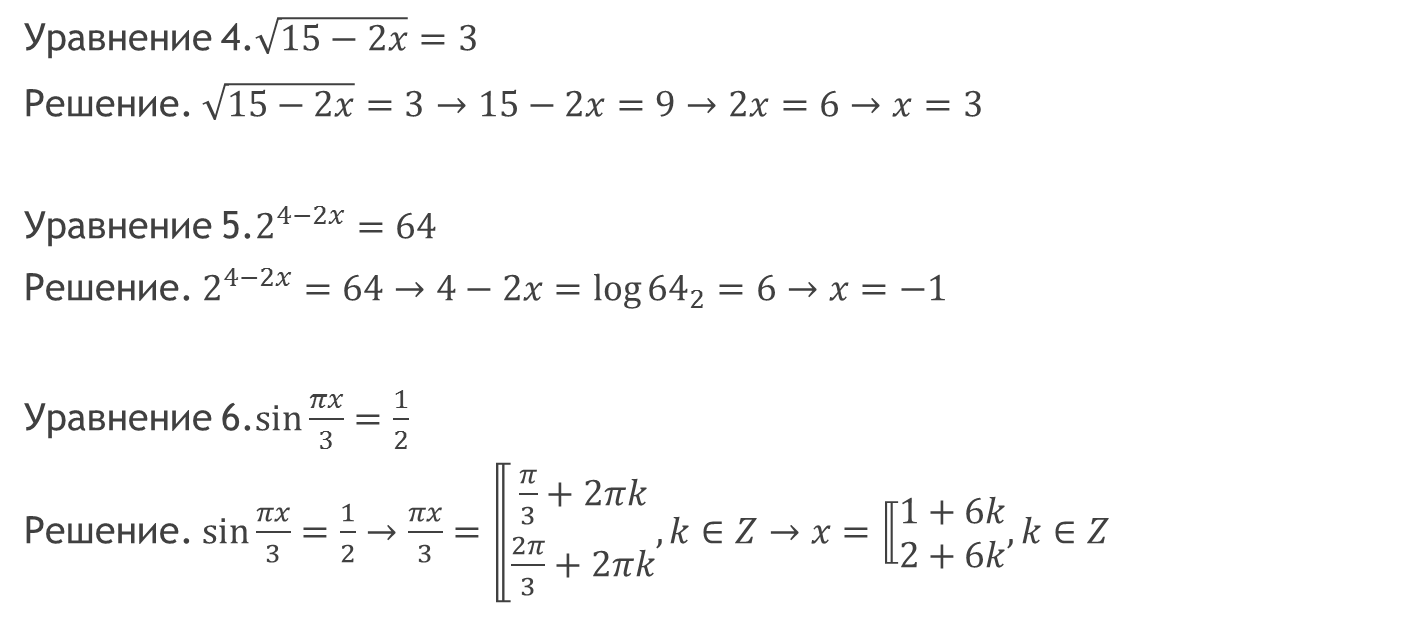 Уравнение 4. √(15 − 2x) = 3
Решение. √(15 − 2x) = 3 → 15 − 2x = 9 → 2x = 6 → x = 3
Уравнение 5. 2^(4−2x) = 64
Решение. 2^(4−2x) = 64 → 4 − 2x = log 64₂ = 6 → x = −1
Уравнение 6. sin πx/3 = 1/2
Решение. sin πx/3 = 1/2 → πx/3 = [π/3 + 2πk; 2π/3 + 2πk, k ∈ Z → x = [1 + 6k; 2 + 6k, k ∈ Z